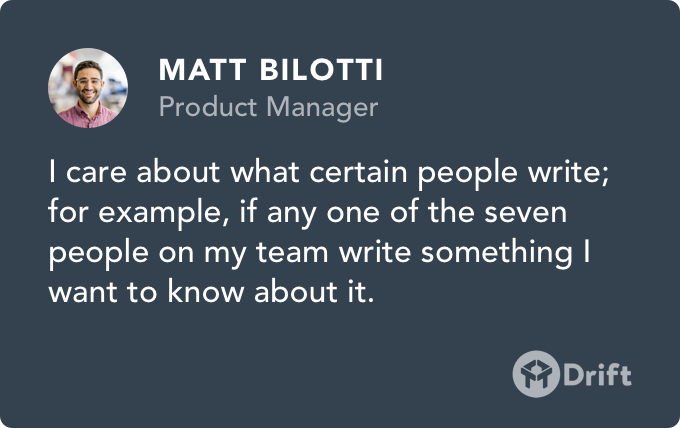 MATT BILOTTI
Product Manager
I care about what certain people write;
for example, if any one of the seven
people on my team write something I
want to know about it.
Drift